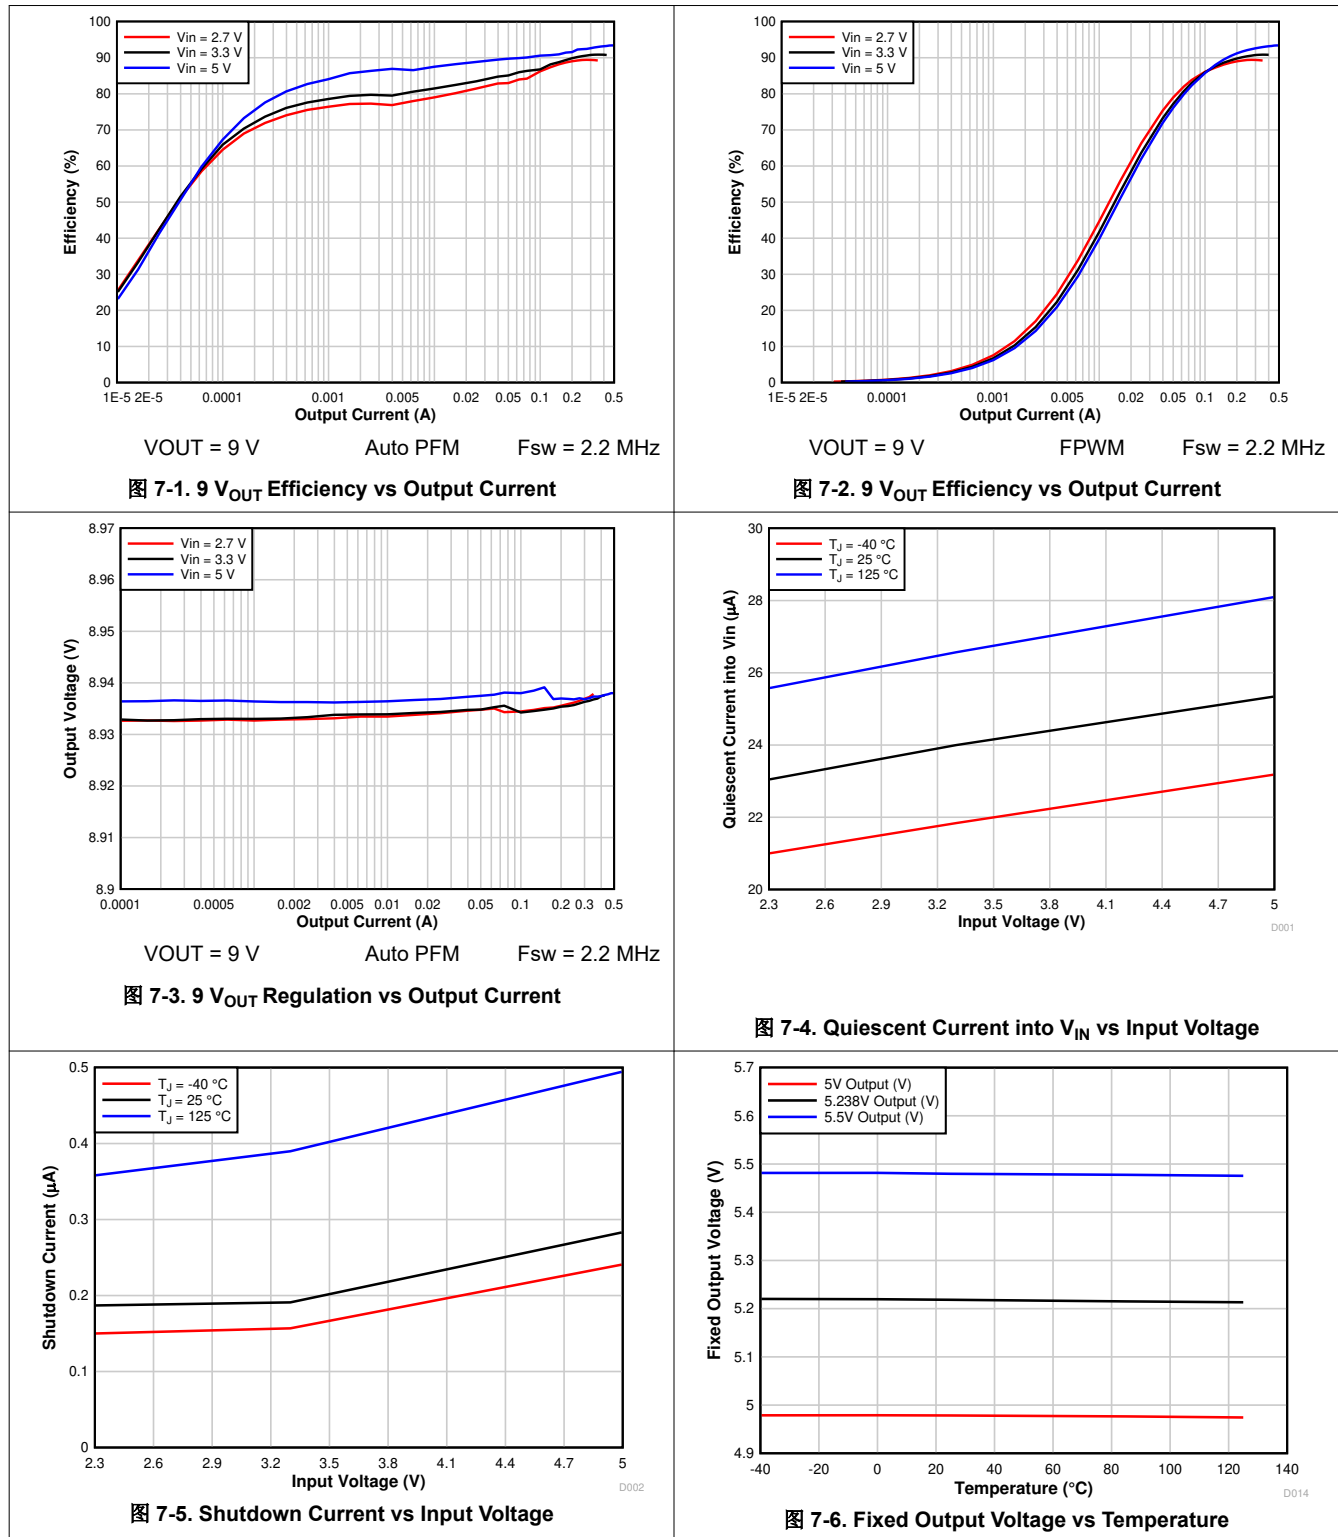 100
90
80
70
60
50
40
30
20
10
0
Efficiency (%)
Vin = 2.7 V
Vin = 3.3 V
Vin = 5 V
1E-5 2E-5 0.0001 0.001 0.005 0.02 0.05 0.1 0.2 0.5
Output Current (A)
VOUT = 9 V Auto PFM Fsw = 2.2 MHz
图 7-1. 9 VOUT Efficiency vs Output Current
100
90
80
70
60
50
40
30
20
10
0
Efficiency (%)
Vin = 2.7 V
Vin = 3.3 V
Vin = 5 V
1E-5 2E-5 0.0001 0.001 0.005 0.02 0.05 0.1 0.2 0.5
Output Current (A)
VOUT = 9 V FPWM Fsw = 2.2 MHz
图 7-2. 9 VOUT Efficiency vs Output Current
8.97
8.96
8.95
8.94
8.93
8.92
8.91
8.9
Output Voltage (V)
Vin = 2.7 V
Vin = 3.3 V
Vin = 5 V
0.0001 0.0005 0.002 0.005 0.01 0.02 0.05 0.1 0.2 0.3 0.5
Output Current (A)
VOUT = 9 V Auto PFM Fsw = 2.2 MHz
图 7-3. 9 VOUT Regulation vs Output Current
30
28
26
24
22
20
Quiescent Current into Vin (μA)
TJ = -40 °C
TJ = 25 °C
TJ = 125 °C
2.3 2.6 2.9 3.2 3.5 3.8 4.1 4.4 4.7 5
Input Voltage (V)
D001
图 7-4. Quiescent Current into VIN vs Input Voltage
0.5
0.4
0.3
0.2
0.1
0
Shutdown Current (μA)
TJ = -40 °C
TJ = 25 °C
TJ = 125 °C
2.3 2.6 2.9 3.2 3.5 3.8 4.1 4.4 4.7 5
Input Voltage (V)
D002
图 7-5. Shutdown Current vs Input Voltage
5.7
5.6
5.5
5.4
5.3
5.2
5.1
5
4.9
Fixed Output Voltage (V)
5V Output (V)
5.238V Output (V)
5.5V Output (V)
-40 -20 0 20 40 60 80 100 120 140
Temperature (°C)
D014
图 7-6. Fixed Output Voltage vs Temperature